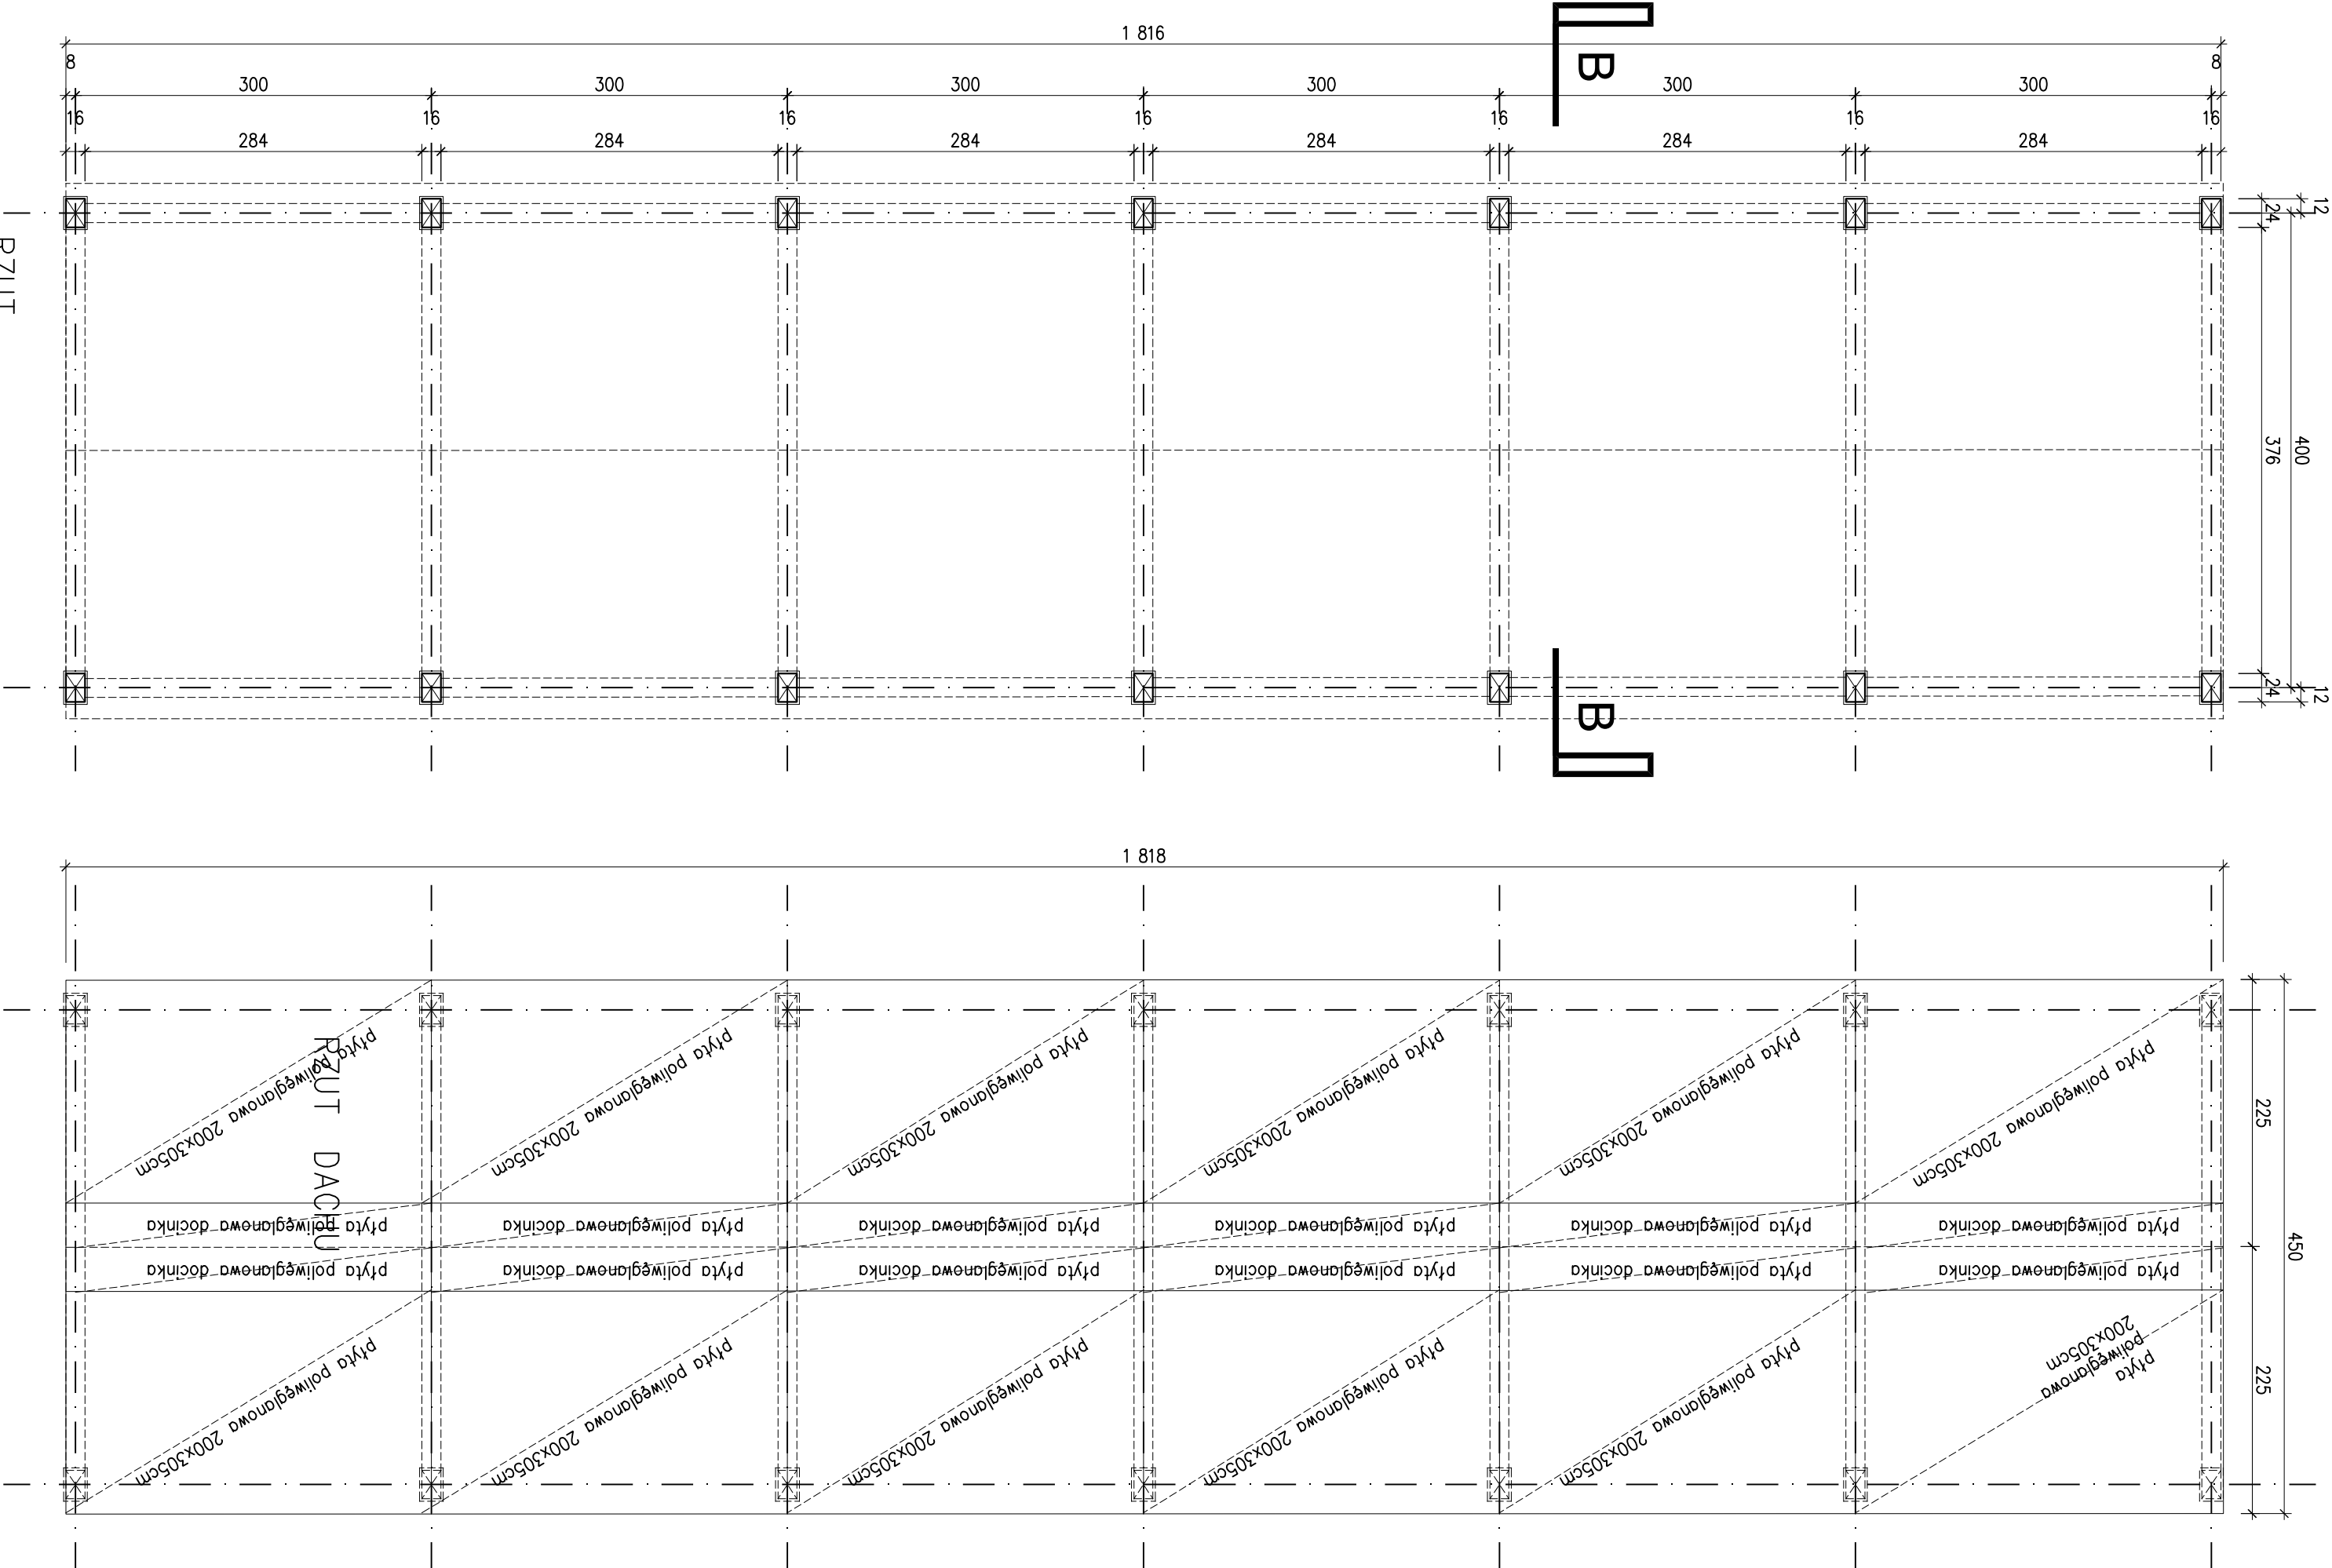 1 816
8
8
300
300
300
300
300
300
16
16
16
16
16
16
16
284
284
284
284
284
284
B
12
24
400
376
24
12
RZUT
B
1 818
płyta poliwęglanowa 200x305cm
płyta poliwęglanowa 200x305cm
płyta poliwęglanowa 200x305cm
płyta poliwęglanowa 200x305cm
płyta poliwęglanowa 200x305cm
płyta poliwęglanowa 200x305cm
RZUT DACHU
225
450
225
płyta poliwęglanowa docinka
płyta poliwęglanowa docinka
płyta poliwęglanowa docinka
płyta poliwęglanowa docinka
płyta poliwęglanowa docinka
płyta poliwęglanowa docinka
płyta poliwęglanowa docinka
płyta poliwęglanowa docinka
płyta poliwęglanowa docinka
płyta poliwęglanowa docinka
płyta poliwęglanowa docinka
płyta poliwęglanowa docinka
płyta poliwęglanowa 200x305cm
płyta poliwęglanowa 200x305cm
płyta poliwęglanowa 200x305cm
płyta poliwęglanowa 200x305cm
płyta poliwęglanowa 200x305cm
płyta
poliwęglanowa
200x305cm